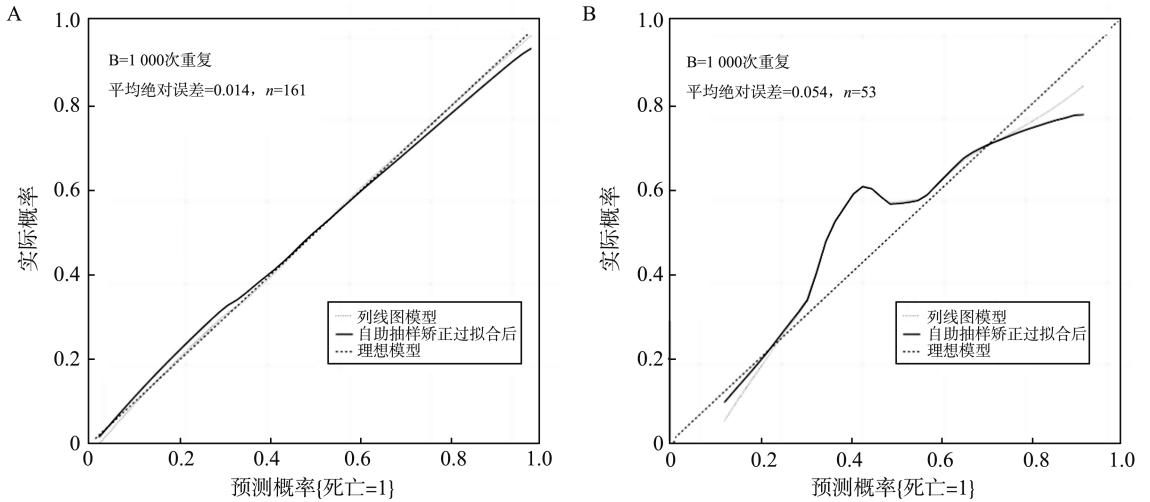 A
1.0
0.8
0.6
0.4
0.2
0
实际概率
B=1 000次重复
平均绝对误差=0.014，n=161
列线图模型
自助抽样矫正过拟合后
理想模型
0 0.2 0.4 0.6 0.8 1.0
预测概率{死亡=1}
B
1.0
0.8
0.6
0.4
0.2
0
实际概率
B=1 000次重复
平均绝对误差=0.054，n=53
列线图模型
自助抽样矫正过拟合后
理想模型
0 0.2 0.4 0.6 0.8 1.0
预测概率{死亡=1}